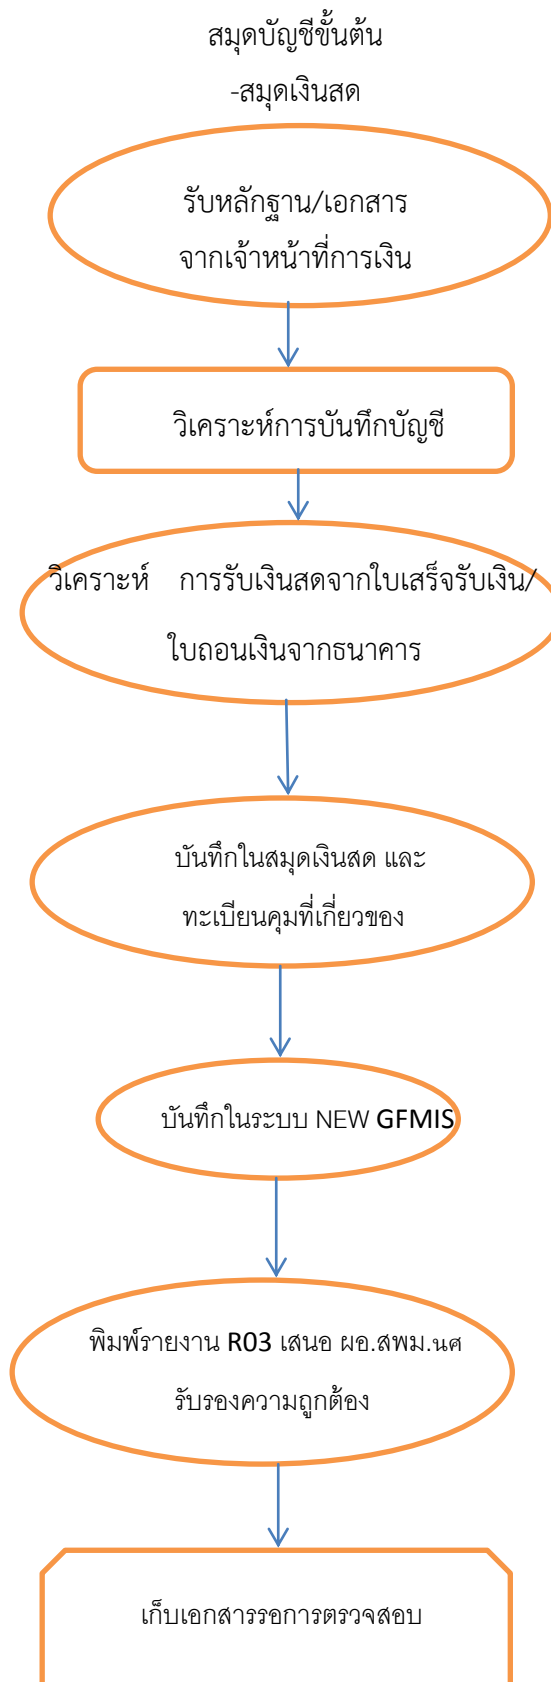 สมุดบัญชีขั้นต้น
-สมุดเงินสด
รับหลักฐาน/เอกสาร
จากเจ้าหน้าที่การเงิน
วิเคราะห์การบันทึกบัญชี
วิเคราะห์ การรับเงินสดจากใบเสร็จรับเงิน/
ใบถอนเงินจากธนาคาร
บันทึกในสมุดเงินสด และ
ทะเบียนคุมที่เกี่ยวของ
บันทึกในระบบ NEW GFMIS
พิมพ์รายงาน R03 เสนอ ผอ.สพม.นศ
รับรองความถูกต้อง
เก็บเอกสารรอการตรวจสอบ